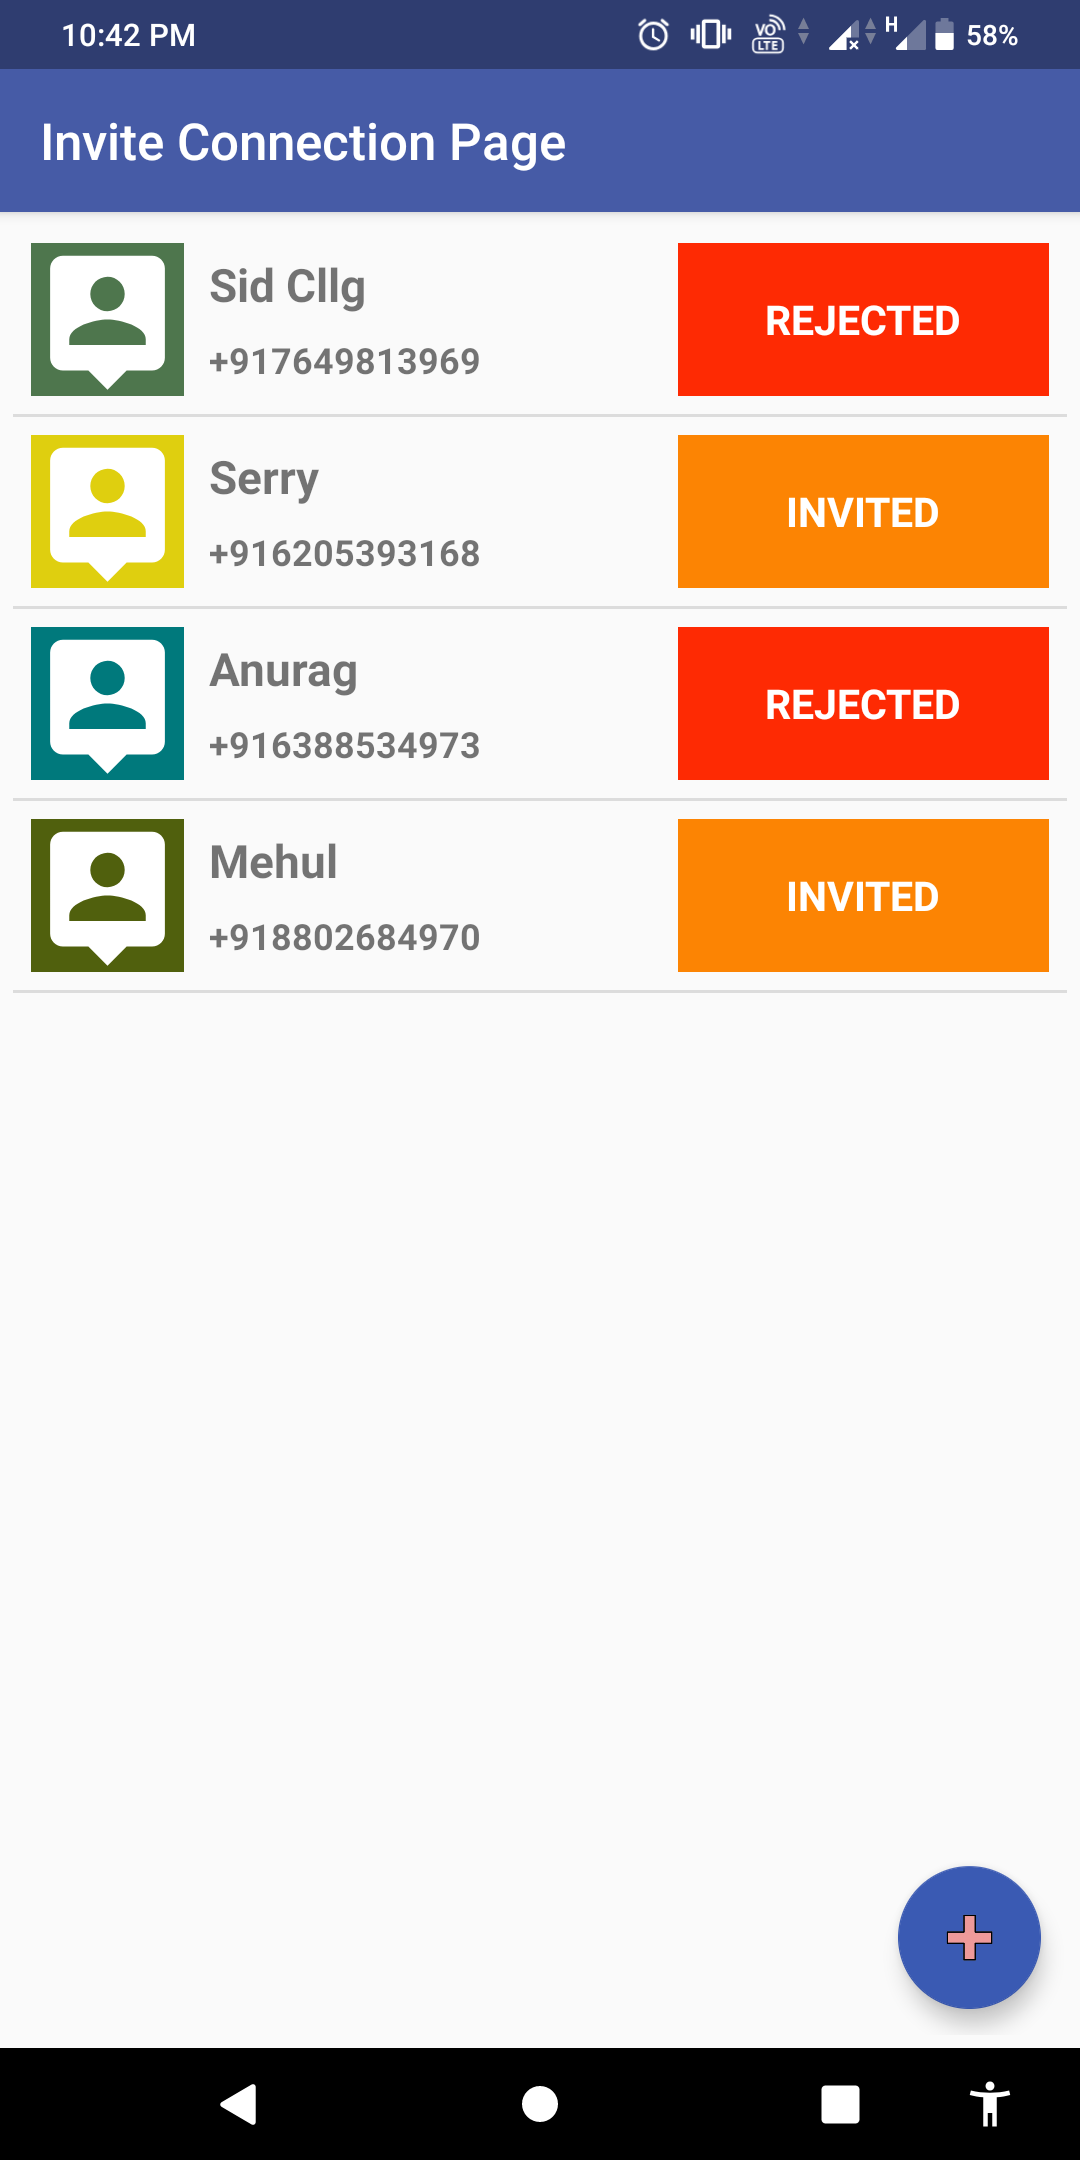 10:42 PM VO LTE H 58%
Invite Connection Page
Sid Cllg
+917649813969
REJECTED
Serry
+916205393168
INVITED
Anurag
+916388534973
REJECTED
Mehul
+918802684970
INVITED